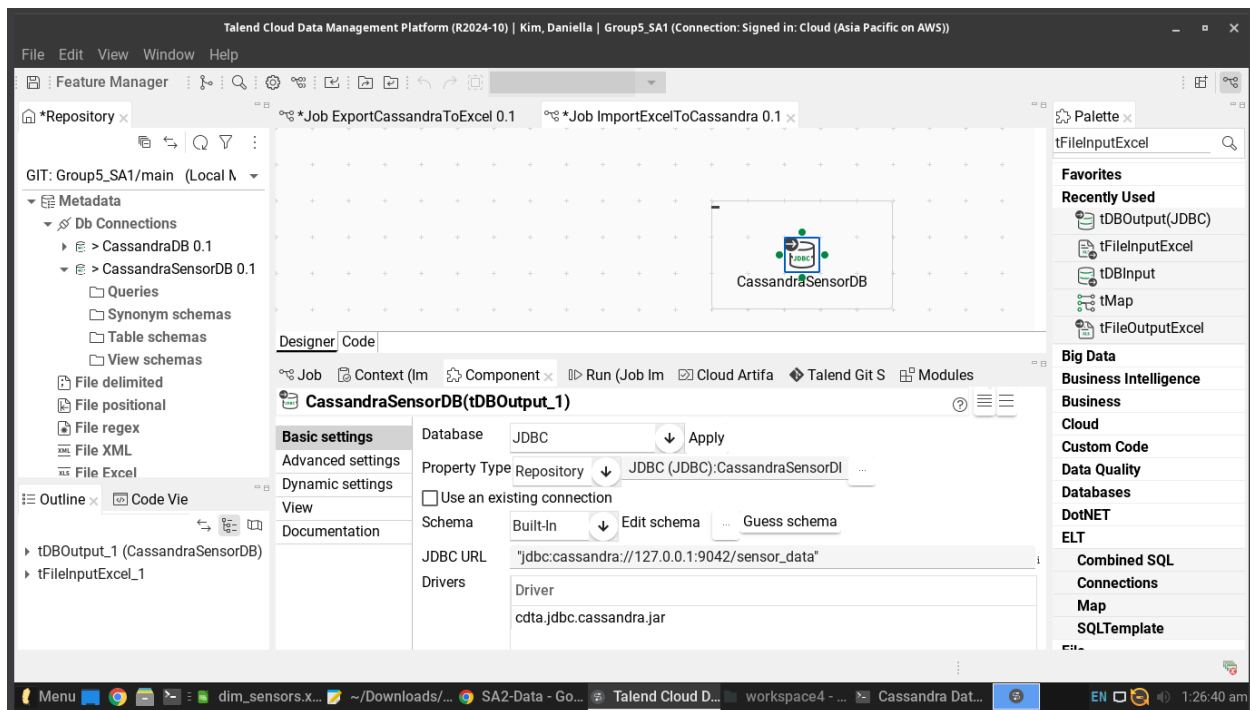 Talend Cloud Data Management Platform (R2024-10) | Kim, Daniella | Group5_SA1 (Connection: Signed in: Cloud (Asia Pacific on AWS))
File Edit View Window Help
Feature Manager
*Repository
*Job ExportCassandraToExcel 0.1
*Job ImportExcelToCassandra 0.1
Palette
tFileInputExcel
GIT: Group5_SA1/main (Local
Metadata
Db Connections
> CassandraDB 0.1
> CassandraSensorDB 0.1
Queries
Synonym schemas
Table schemas
View schemas
File delimited
File positional
File regex
XML File XML
XLS File Excel
JDBC
CassandraSensorDB
Designer Code
Favorites
Recently Used
tDBOutput(JDBC)
tFileInputExcel
tDBInput
tMap
tFileOutputExcel
Big Data
Business Intelligence
Business
Cloud
Custom Code
Data Quality
Databases
DotNET
ELT
Combined SQL
Connections
Map
SQLTemplate
Job Context (Im Component Run (Job Im Cloud Artifa Talend Git S Modules
CassandraSensorDB(tDBOutput_1)
Basic settings
Advanced settings
Dynamic settings
View
Documentation
Database JDBC Apply
Property Type Repository JDBC (JDBC):CassandraSensorDI ...
Use an existing connection
Schema Built-In Edit schema ... Guess schema
JDBC URL "jdbc:cassandra://127.0.0.1:9042/sensor_data"
Drivers
Driver
cdta.jdbc.cassandra.jar
Outline Code Vie
tDBOutput_1 (CassandraSensorDB)
tFileInputExcel_1
Menu dim_sensors.x... ~/Downloads/... SA2-Data - Go... Talend Cloud D... workspace4 - ... Cassandra Dat... EN 1:26:40 am